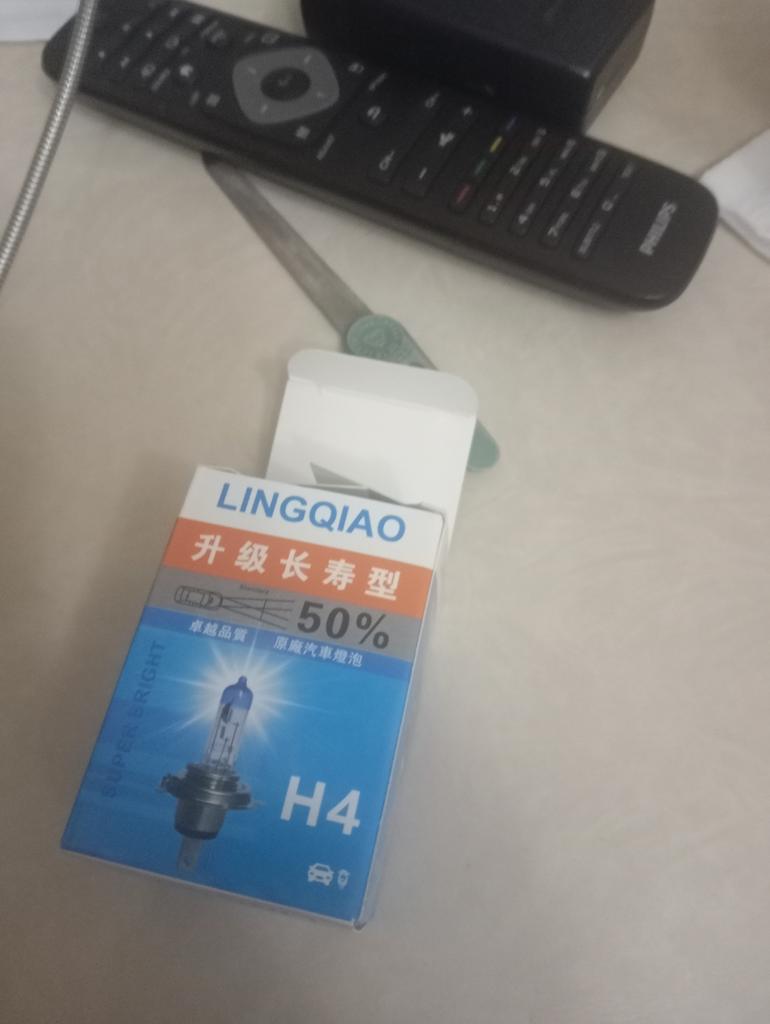 PHILIPS
LINGQIAO
升级长寿型
Standard
50%
卓越品質 原廠汽車燈泡
SUPER BRIGHT
H4